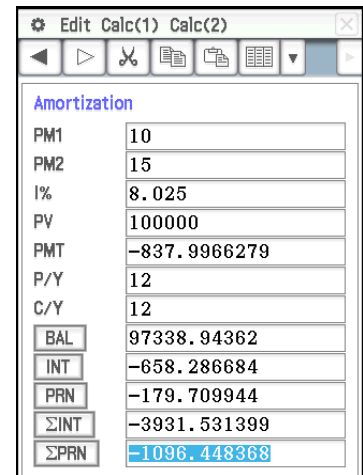 Edit Calc(1) Calc(2)
Amortization
PM1 10
PM2 15
I% 8.025
PV 100000
PMT -837.9966279
P/Y 12
C/Y 12
BAL 97338.94362
INT -658.286684
PRN -179.709944
ΣINT -3931.531399
ΣPRN -1096.448368